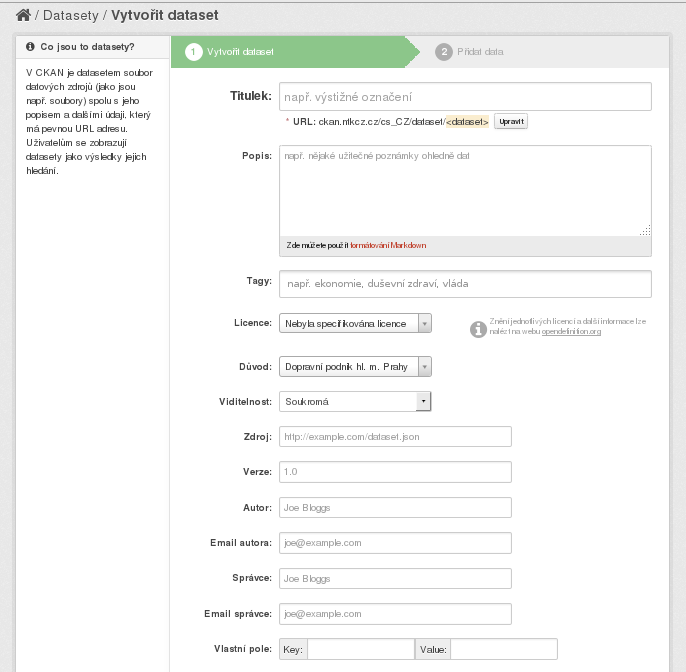 / Datasety / Vytvořit dataset
Co jsou to datasety?
V CKAN je datasetem soubor
datových zdrojů (jako jsou
např. soubory) spolu s jeho
popisem a dalšími údaji, který
má pevnou URL adresu.
Uživatelům se zobrazují
datasety jako výsledky jejich
hledání.
1 Vytvořit dataset
2 Přidat data
Titulek: např. výstižné označení
* URL: ckan.ntkcz.cz/cs_CZ/dataset/<dataset> Upravit
Popis: např. nějaké užitečné poznámky ohledně dat
Zde můžete použít formátování Markdown
Tagy: např. ekonomie, duševní zdraví, vláda
Licence: Nebyla specifikována licence
Znění jednotlivých licencí a další informace lze
nalézt na webu opendefinition.org
Důvod: Dopravní podnik hl. m. Prahy
Viditelnost: Soukromá
Zdroj: http://example.com/dataset.json
Verze: 1.0
Autor: Joe Bloggs
Email autora: joe@example.com
Správce: Joe Bloggs
Email správce: joe@example.com
Vlastní pole: Key: Value: